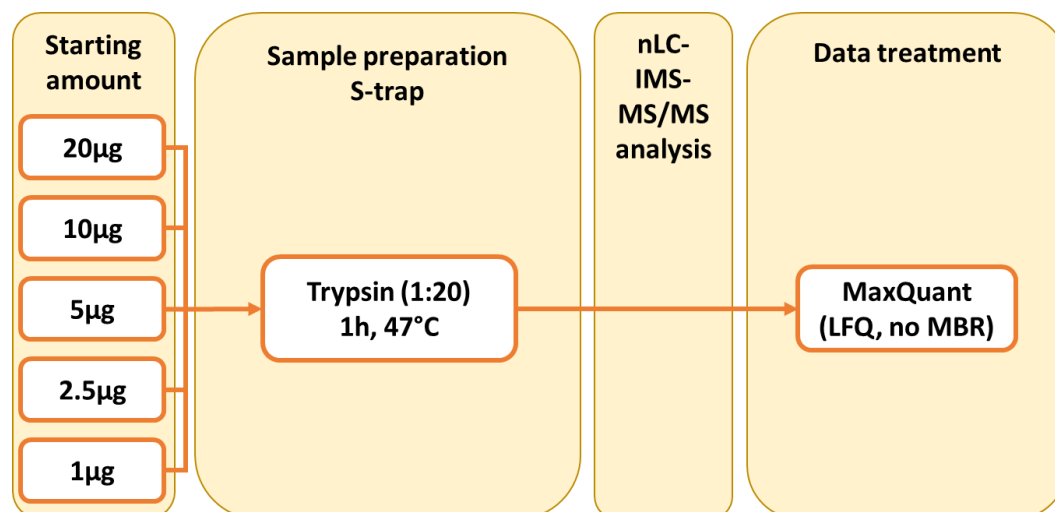 Starting
amount
20µg
10µg
5µg
2.5µg
1µg
Sample preparation
S-trap
Trypsin (1:20)
1h, 47°C
nLC-
IMS-
MS/MS
analysis
Data treatment
MaxQuant
(LFQ, no MBR)